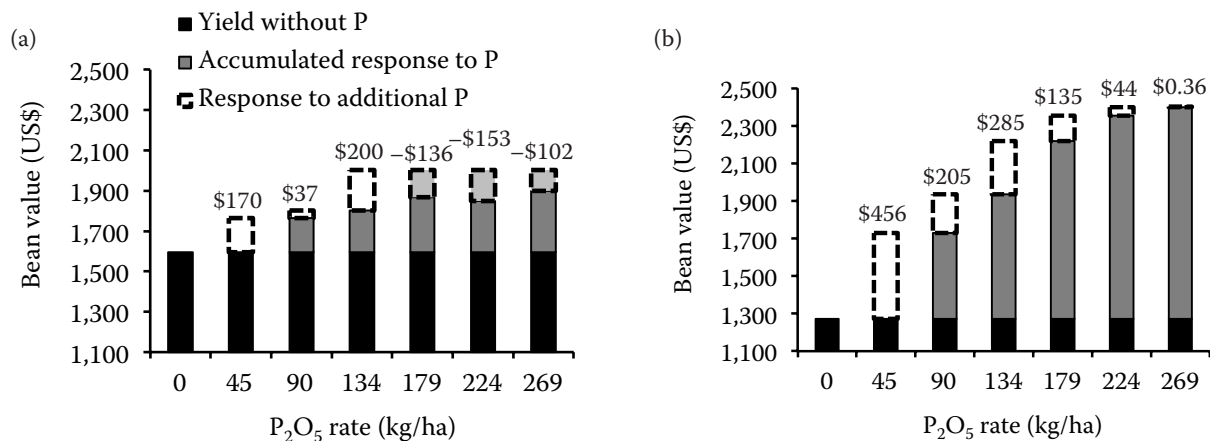 (a)
Yield without P
Accumulated response to P
Response to additional P
Bean value (US$)
2,500
2,300
2,100
1,900
1,700
1,500
1,300
1,100
$170
$37
$200
–$136
–$153
–$102
0 45 90 134 179 224 269
P₂O₅ rate (kg/ha)
(b)
Bean value (US$)
2,500
2,300
2,100
1,900
1,700
1,500
1,300
1,100
$456
$205
$285
$135
$44
$0.36
0 45 90 134 179 224 269
P₂O₅ rate (kg/ha)